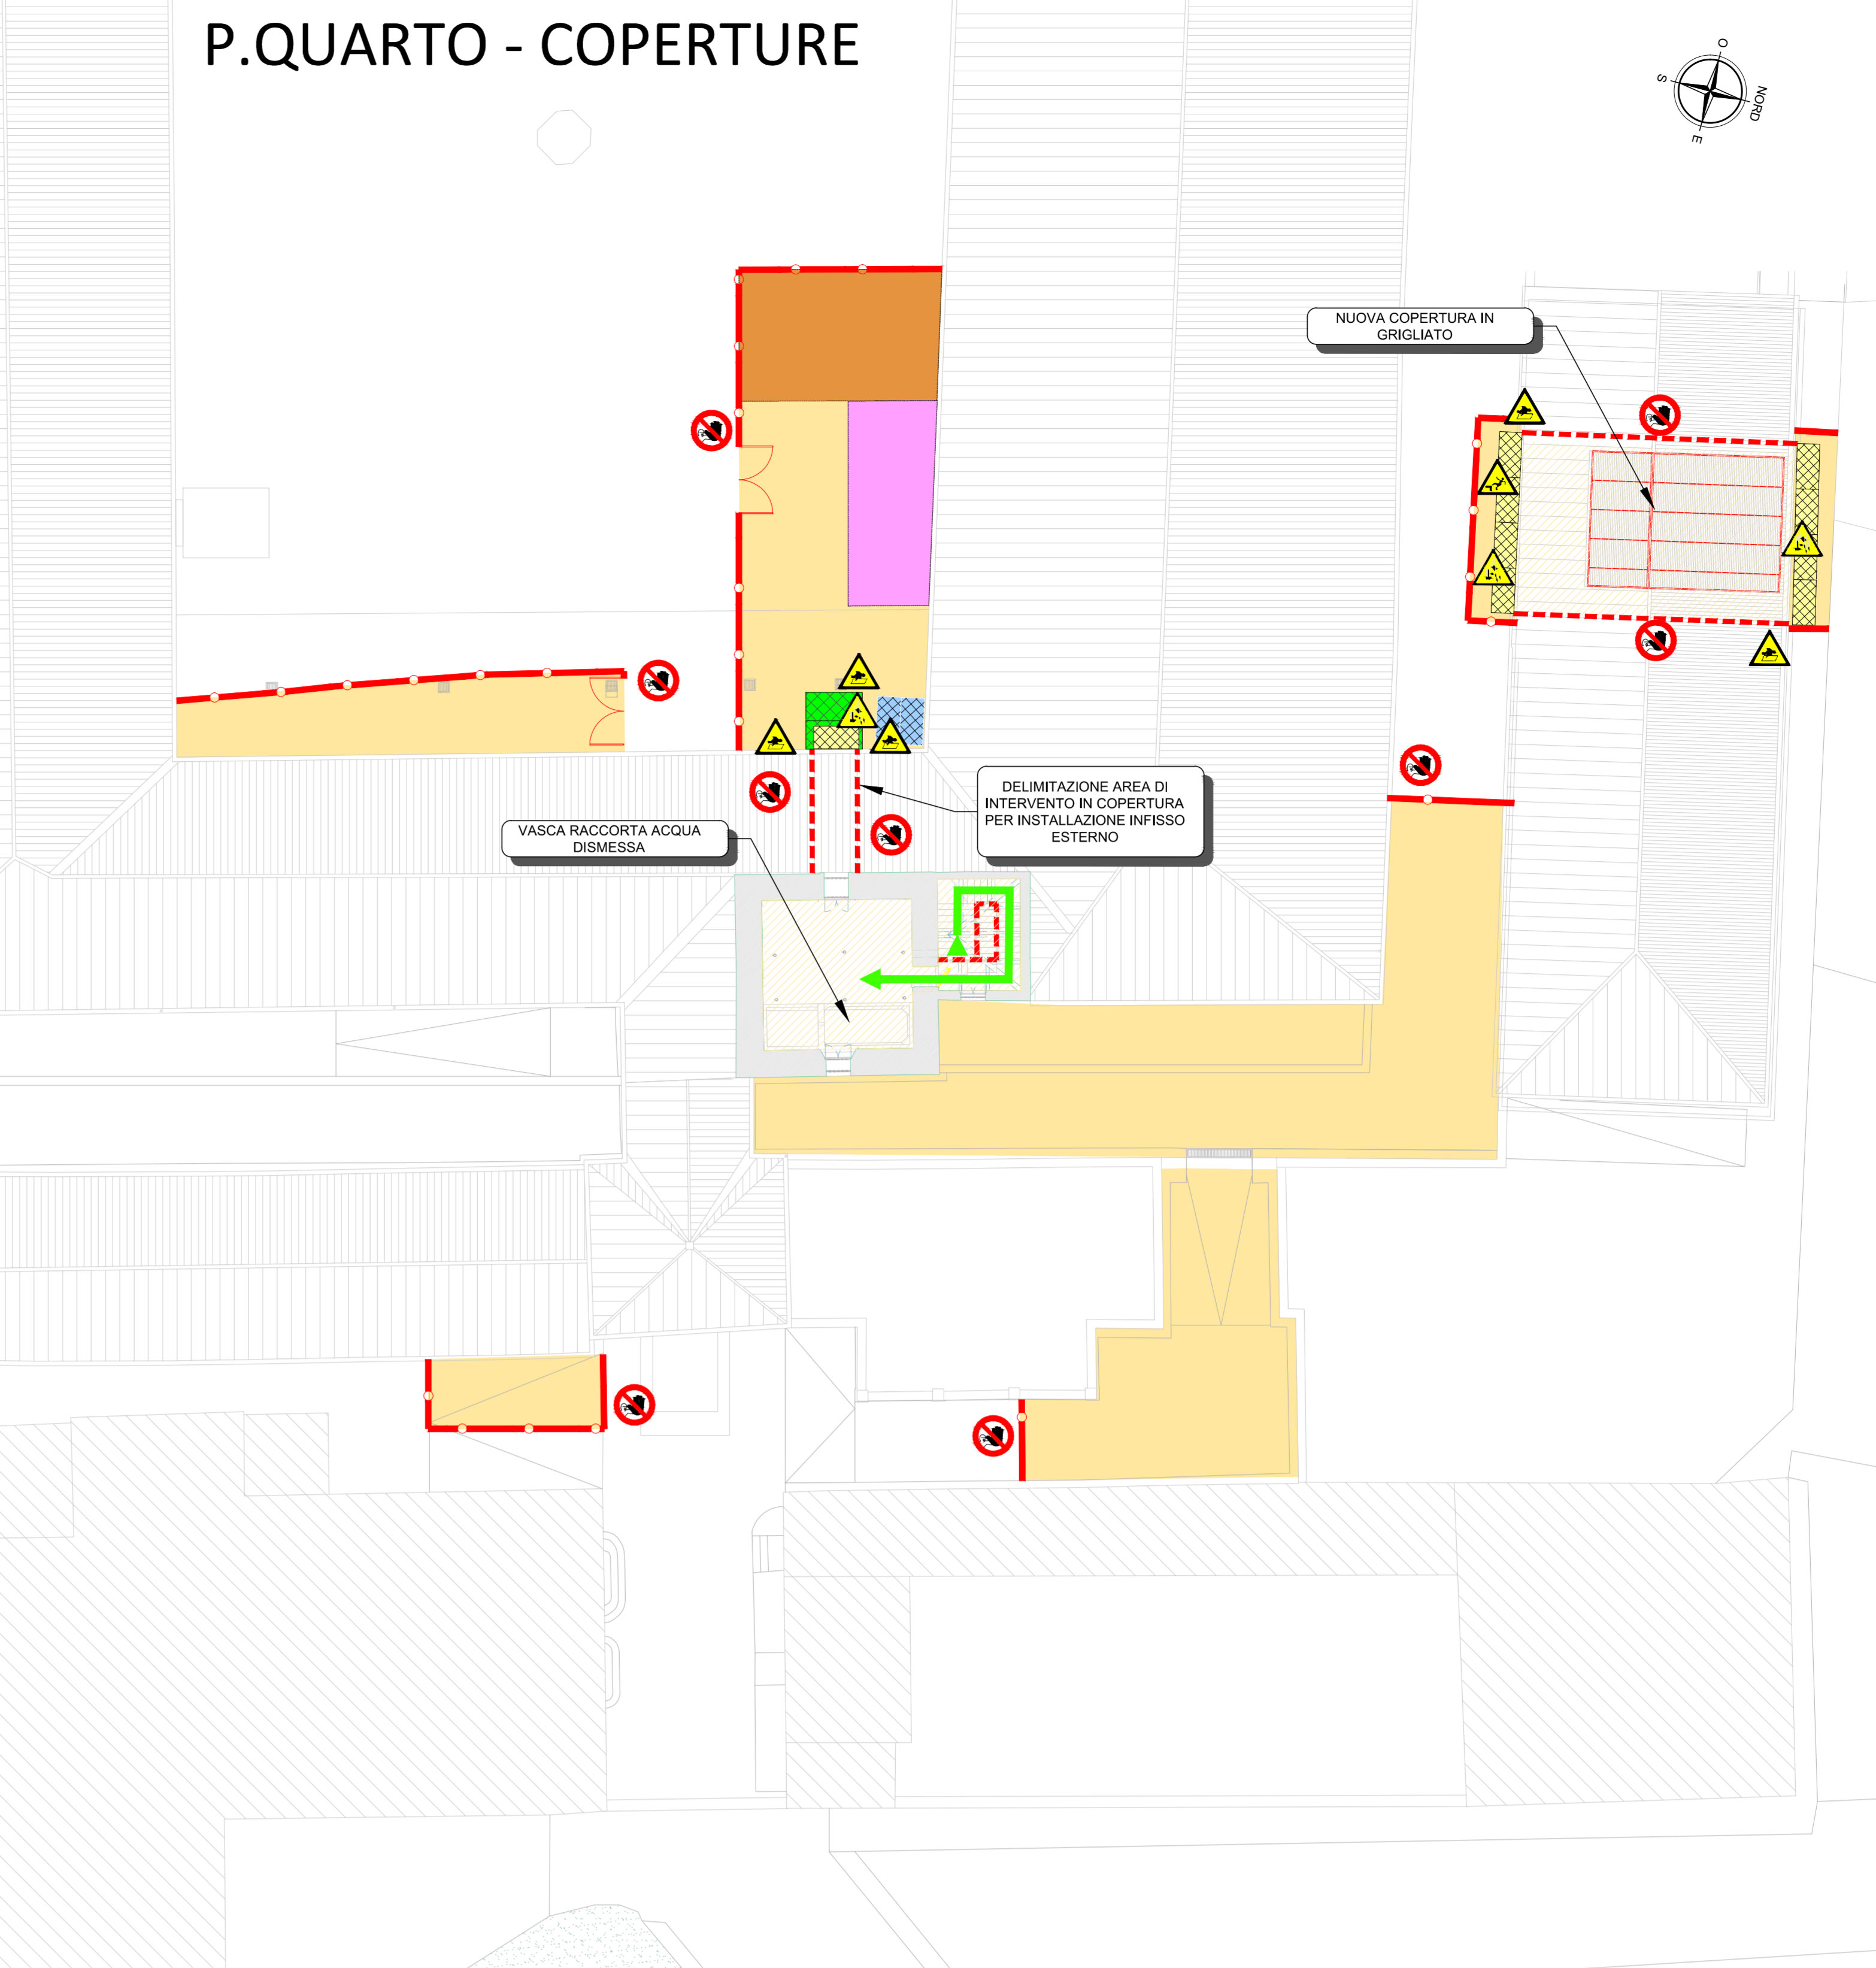 P.QUARTO - COPERTURE
O
S
NORD
E
NUOVA COPERTURA IN
GRIGLIATO
DELIMITAZIONE AREA DI
INTERVENTO IN COPERTURA
PER INSTALLAZIONE INFISSO
ESTERNO
VASCA RACCORTA ACQUA
DISMESSA